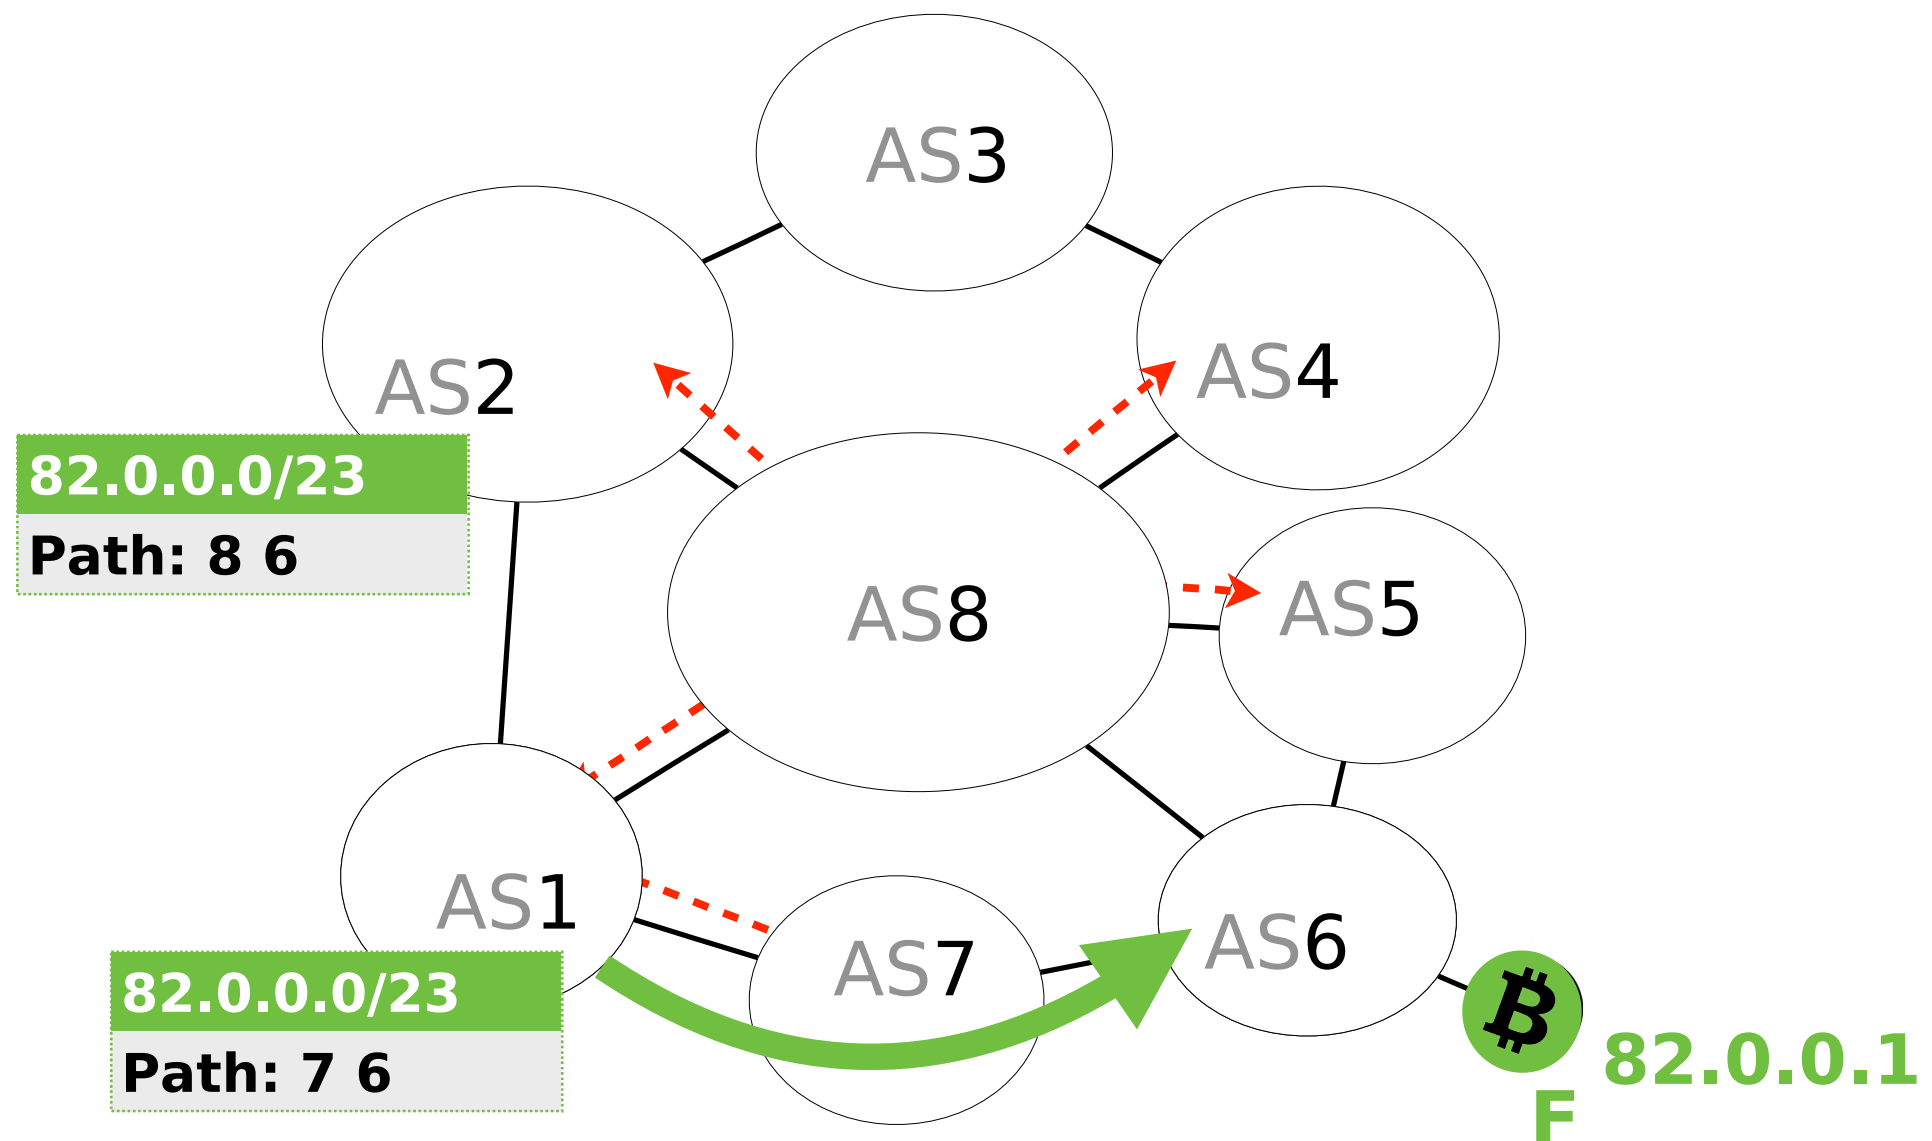 AS3
AS2
AS4
82.0.0.0/23
Path: 8 6
AS8
AS5
AS1
AS7
AS6
82.0.0.0/23
Path: 7 6
82.0.0.1
F